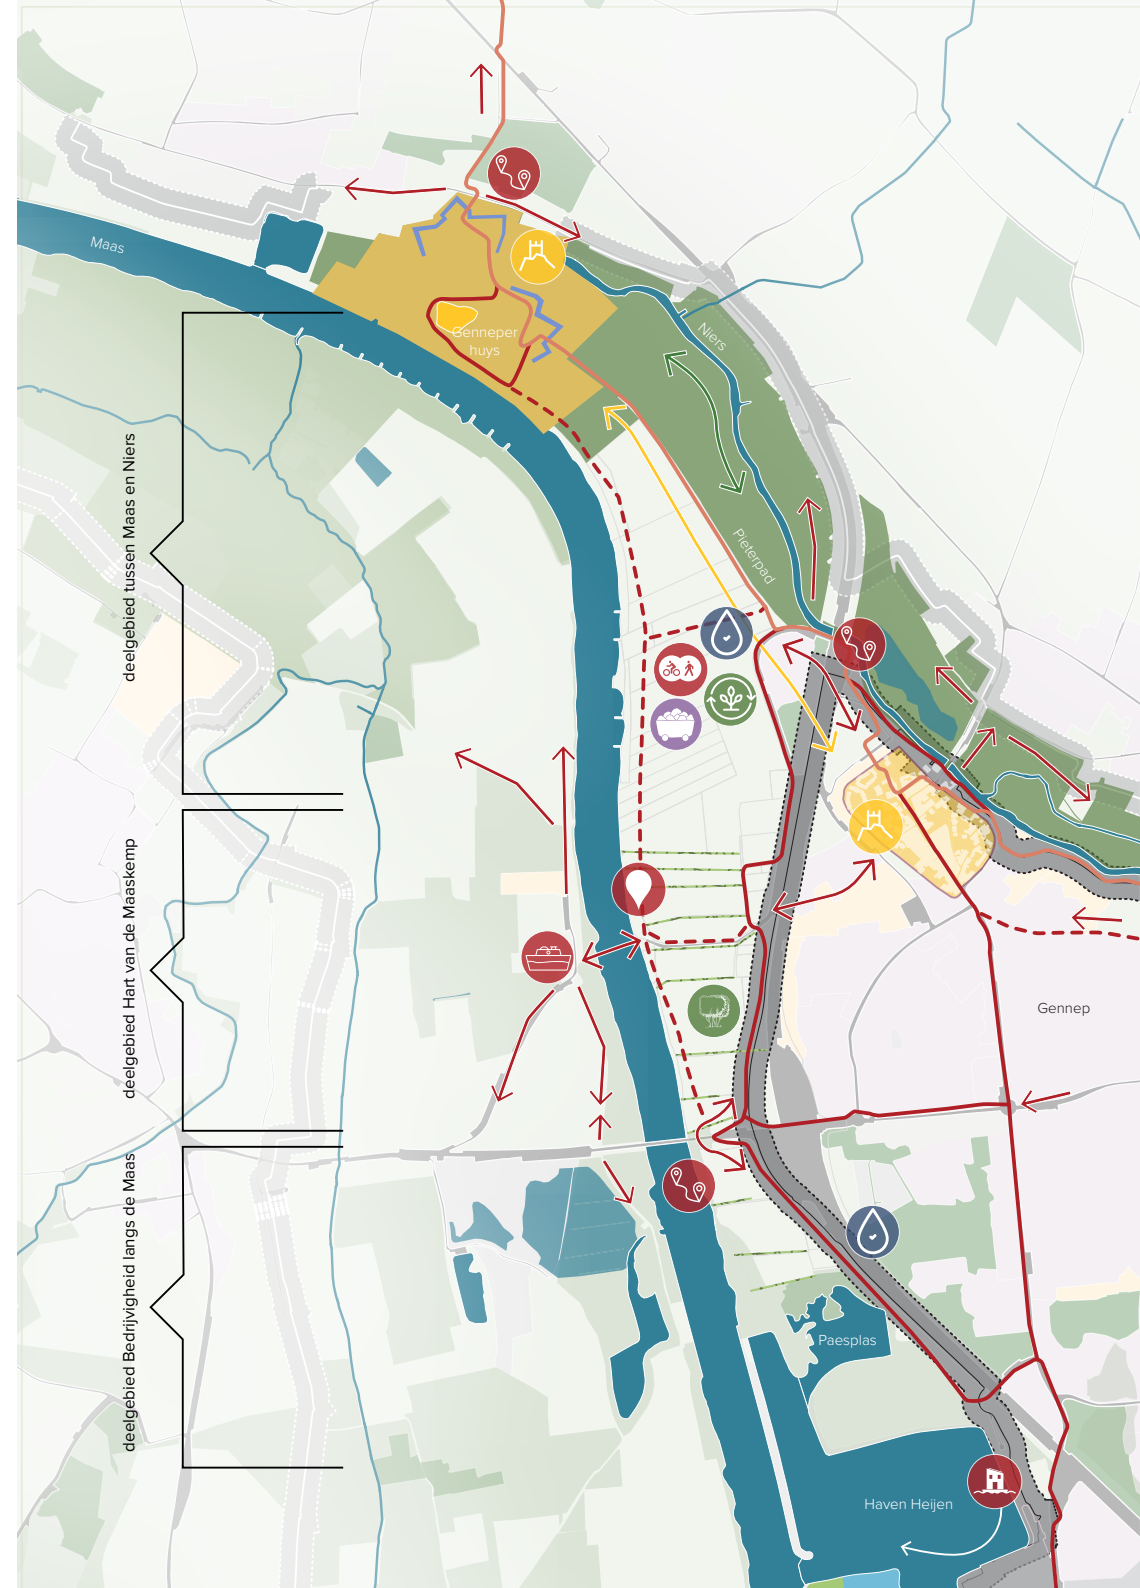 Maas
Genneper
huys
Niers
Pieterpad
deelgebied tussen Maas en Niers
deelgebied Hart van de Maaskemp
Gennep
deelgebied Bedrijvigheid langs de Maas
Paesplas
Haven Heijen